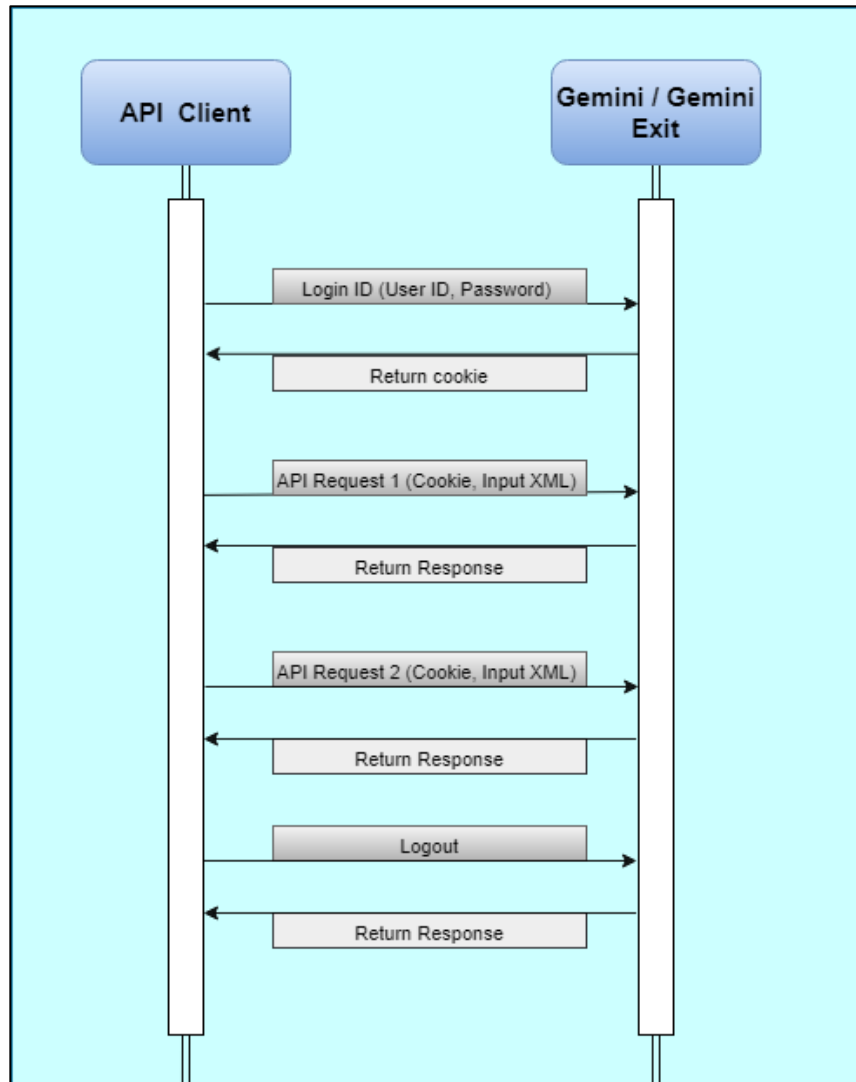 API Client
Gemini / Gemini
Exit
Login ID (User ID, Password)
Return cookie
API Request 1 (Cookie, Input XML)
Return Response
API Request 2 (Cookie, Input XML)
Return Response
Logout
Return Response